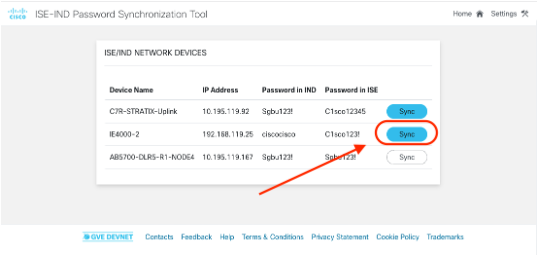 cisco ISE-IND Password Synchronization Tool Home Settings
ISE/IND NETWORK DEVICES
Device Name IP Address Password in IND Password in ISE
C7R-STRATIX-Uplink 10.195.119.92 Sgbu123! C1sco12345 Sync
IE4000-2 192.168.119.25 ciscocisco C1sco123! Sync
AB5700-DLR5-R1-NODE4 10.195.119.167 Sgbu123! Sgbu123! Sync
GVE DEVNET Contacts Feedback Help Terms & Conditions Privacy Statement Cookie Policy Trademarks